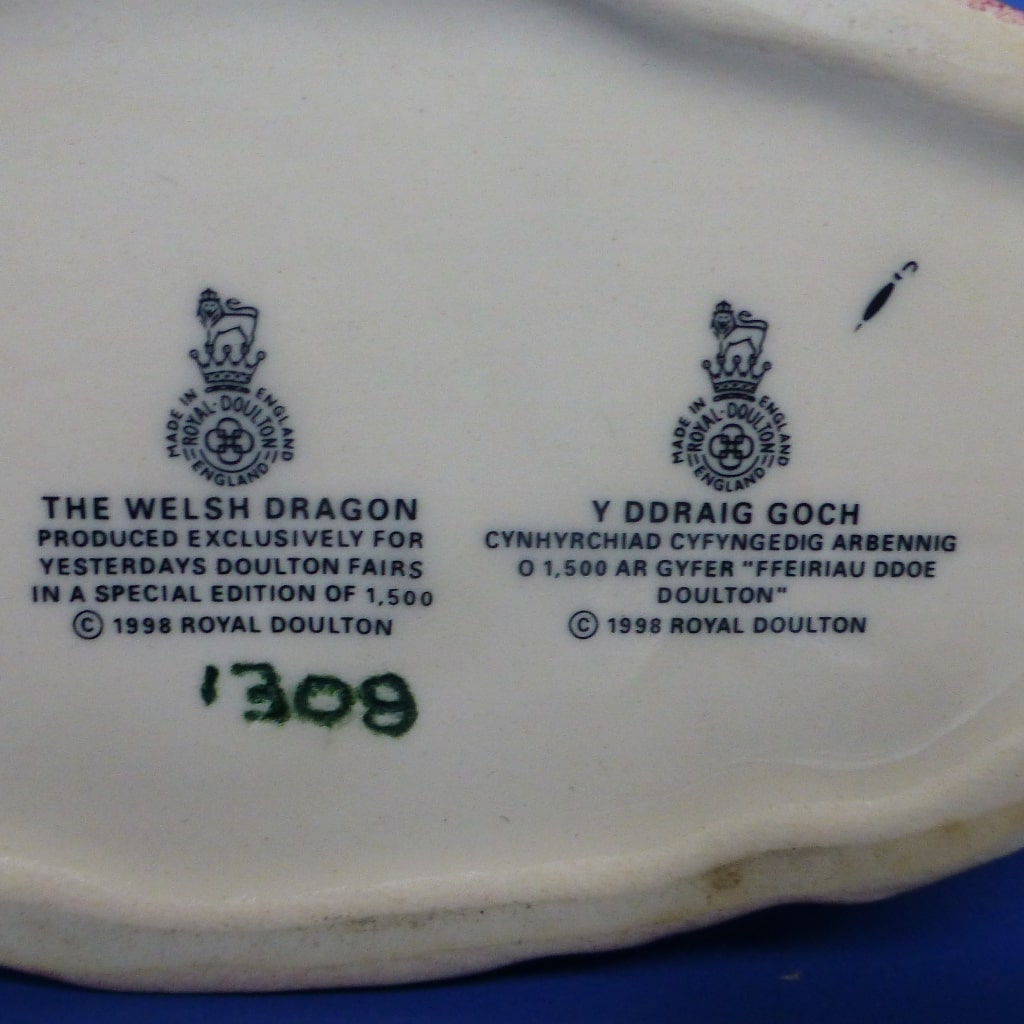 MADE IN ENGLAND
ROYAL·DOULTON
ENGLAND
THE WELSH DRAGON
PRODUCED EXCLUSIVELY FOR
YESTERDAYS DOULTON FAIRS
IN A SPECIAL EDITION OF 1,500
© 1998 ROYAL DOULTON
1309
MADE IN ENGLAND
ROYAL·DOULTON
ENGLAND
Y DDRAIG GOCH
CYNHYRCHIAD CYFYNGEDIG ARBENNIG
O 1,500 AR GYFER "FFEIRIAU DDOE
DOULTON"
© 1998 ROYAL DOULTON